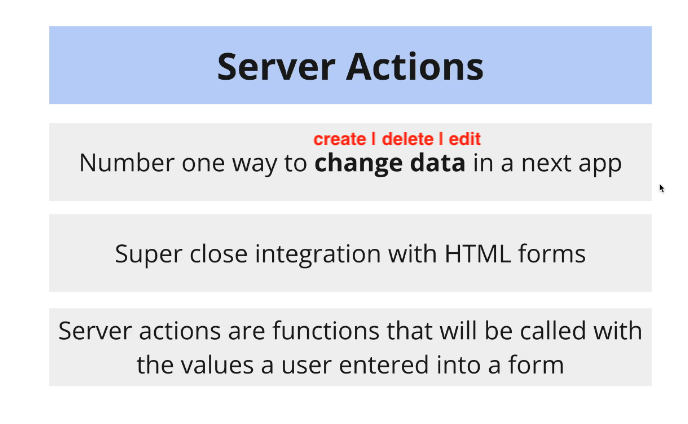 Server Actions
create | delete | edit
Number one way to change data in a next app
Super close integration with HTML forms
Server actions are functions that will be called with
the values a user entered into a form